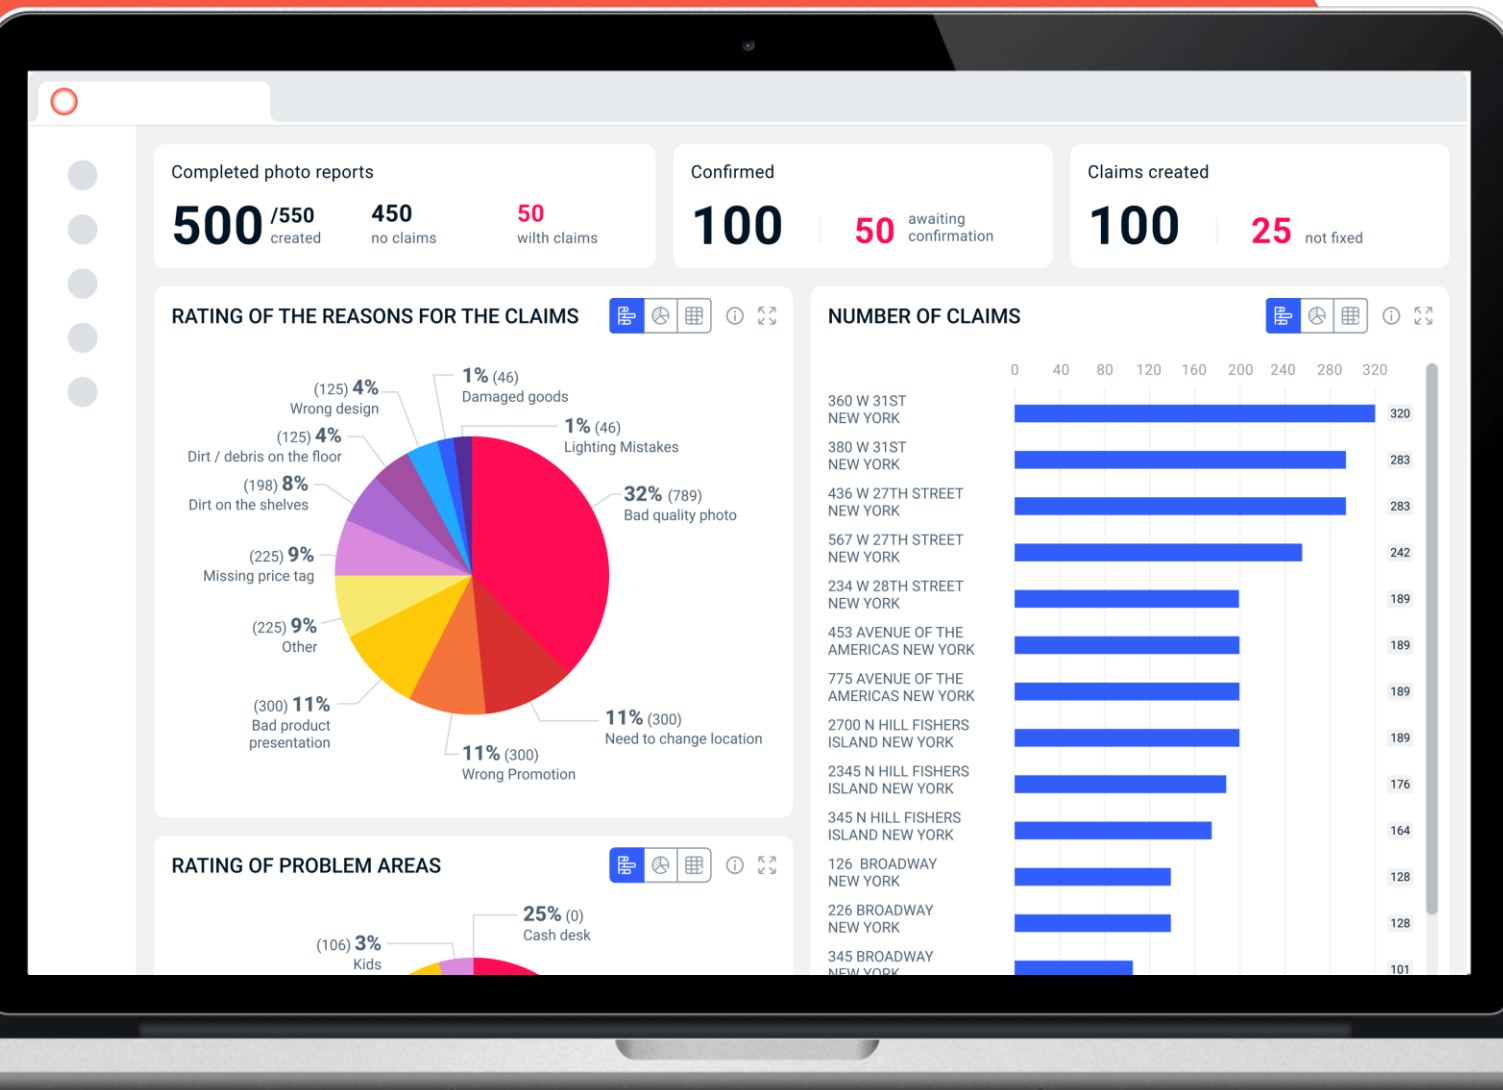 Completed photo reports
500 /550 created
450 no claims
50 wilth claims
Confirmed
100
50 awaiting confirmation
Claims created
100
25 not fixed
RATING OF THE REASONS FOR THE CLAIMS
1% (46)
Damaged goods
1% (46)
Lighting Mistakes
32% (789)
Bad quality photo
11% (300)
Need to change location
11% (300)
Wrong Promotion
(300) 11%
Bad product
presentation
(225) 9%
Other
(225) 9%
Missing price tag
(198) 8%
Dirt on the shelves
(125) 4%
Dirt / debris on the floor
(125) 4%
Wrong design
NUMBER OF CLAIMS
0 40 80 120 160 200 240 280 320
360 W 31ST
NEW YORK
320
380 W 31ST
NEW YORK
283
436 W 27TH STREET
NEW YORK
283
567 W 27TH STREET
NEW YORK
242
234 W 28TH STREET
NEW YORK
189
453 AVENUE OF THE
AMERICAS NEW YORK
189
775 AVENUE OF THE
AMERICAS NEW YORK
189
2700 N HILL FISHERS
ISLAND NEW YORK
189
2345 N HILL FISHERS
ISLAND NEW YORK
176
345 N HILL FISHERS
ISLAND NEW YORK
164
126 BROADWAY
NEW YORK
128
226 BROADWAY
NEW YORK
128
345 BROADWAY
NEW YORK
101
RATING OF PROBLEM AREAS
25% (0)
Cash desk
(106) 3%
Kids